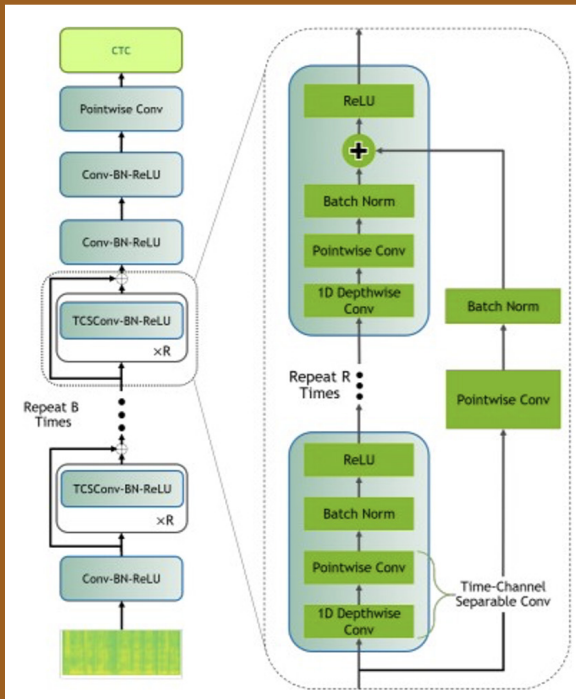 CTC
Pointwise Conv
Conv-BN-ReLU
Conv-BN-ReLU
TCSConv-BN-ReLU
×R
Repeat B
Times
TCSConv-BN-ReLU
×R
Conv-BN-ReLU
ReLU
+
Batch Norm
Pointwise Conv
1D Depthwise
Conv
Repeat R
Times
ReLU
Batch Norm
Pointwise Conv
1D Depthwise
Conv
Batch Norm
Pointwise Conv
Time-Channel
Separable Conv